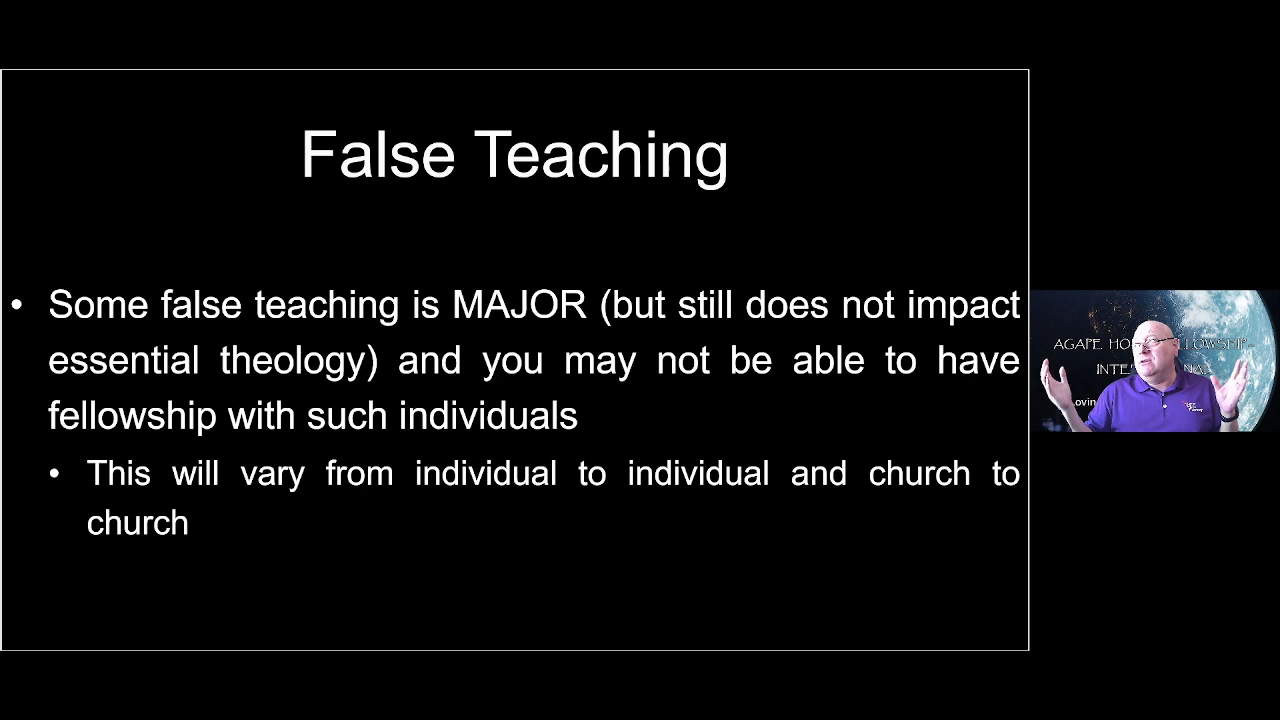 False Teaching
• Some false teaching is MAJOR (but still does not impact
essential theology) and you may not be able to have
fellowship with such individuals
• This will vary from individual to individual and church to
church
AGAPE
INTE